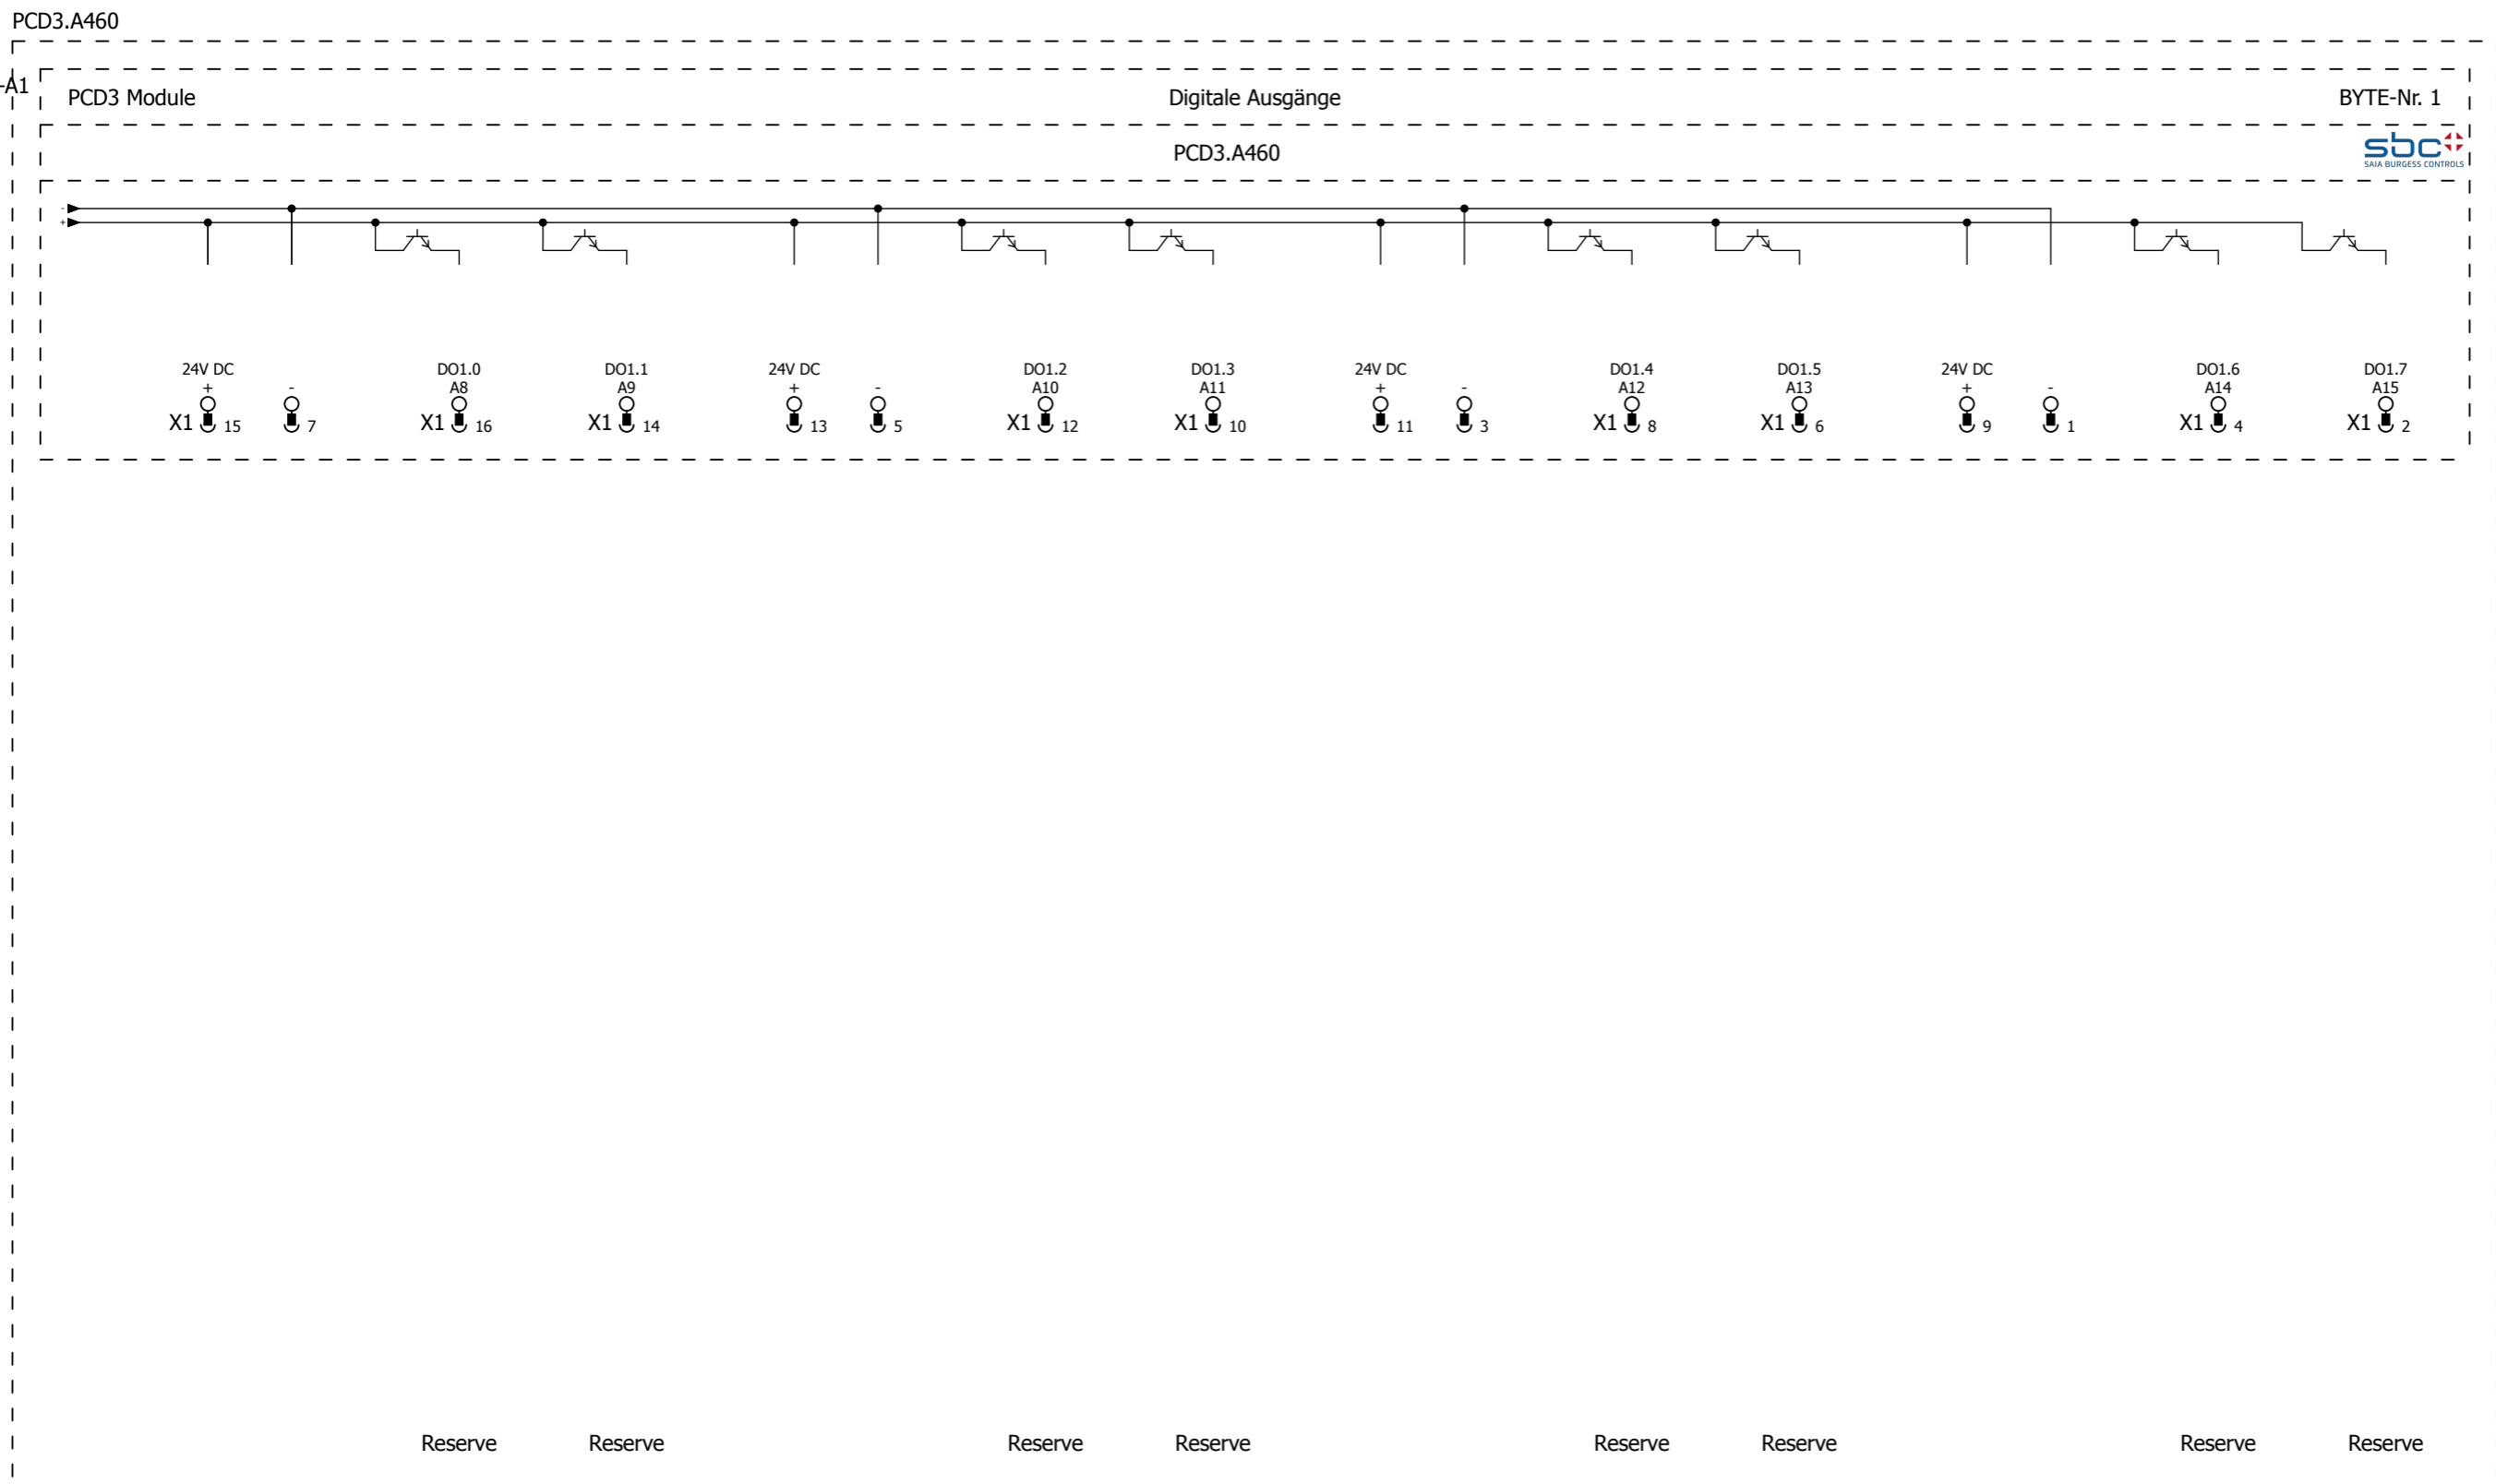 PCD3.A460
-A1
PCD3 Module Digitale Ausgänge BYTE-Nr. 1
PCD3.A460
sbc
SAIA BURGESS CONTROLS
-
+
24V DC DO1.0 DO1.1 24V DC DO1.2 DO1.3 24V DC DO1.4 DO1.5 24V DC DO1.6 DO1.7
+ - A8 A9 + - A10 A11 + - A12 A13 + - A14 A15
X1 15 7 X1 16 X1 14 13 5 X1 12 X1 10 11 3 X1 8 X1 6 9 1 X1 4 X1 2
Reserve Reserve Reserve Reserve Reserve Reserve Reserve Reserve